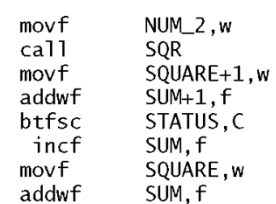 movf NUM_2,w
call SQR
movf SQUARE+1,w
addwf SUM+1,f
btfsc STATUS,C
incf SUM,f
movf SQUARE,w
addwf SUM,f